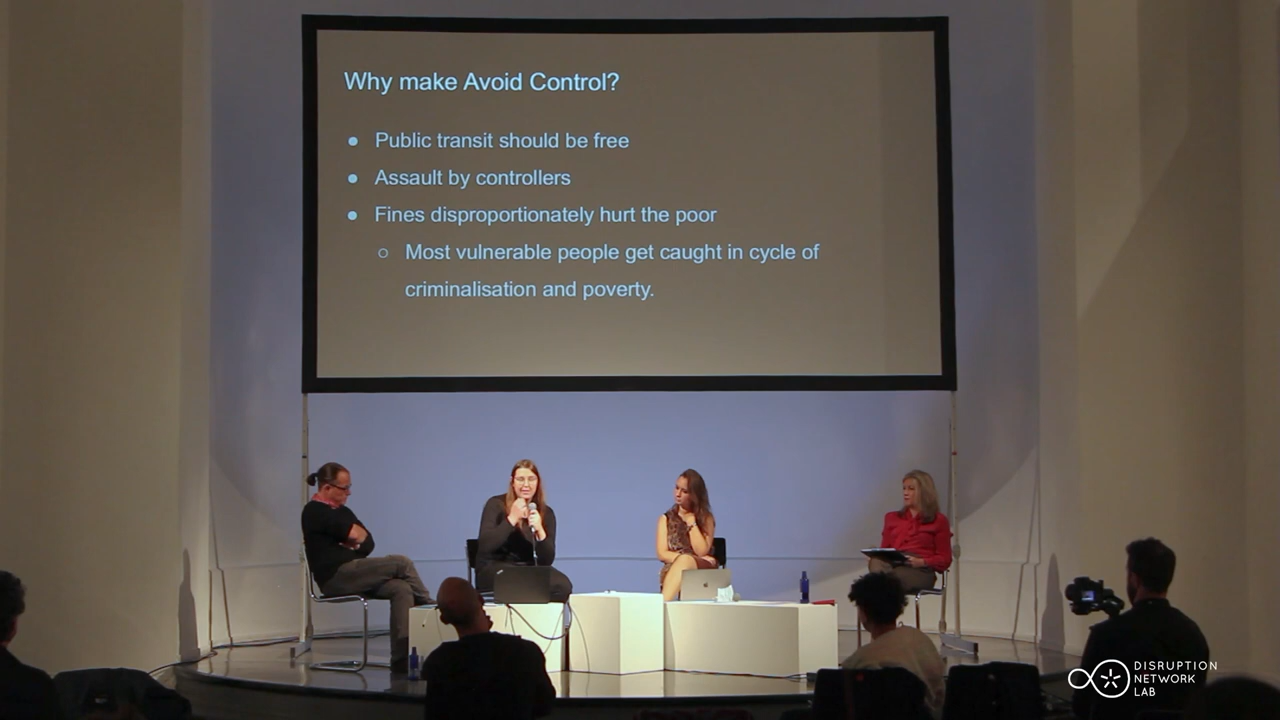 Why make Avoid Control?
● Public transit should be free
● Assault by controllers
● Fines disproportionately hurt the poor
○ Most vulnerable people get caught in cycle of
criminalisation and poverty.
DISRUPTION
NETWORK
LAB